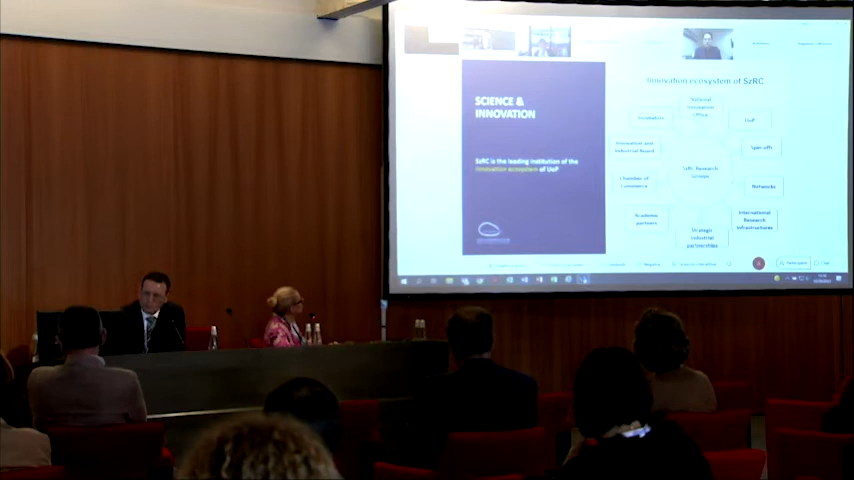 Innovation ecosystem of SzRC
SCIENCE &
INNOVATION
SzRC is the leading institution of the
innovation ecosystem of UoP
National
Innovation
Office
Incubators
UoP
Innovation and
Industrial Board
Spin-offs
SzRC Research
Groups
Chamber of
Commerce
Networks
Academic
partners
International
Research
Infrastructures
Strategic
industrial
partnerships